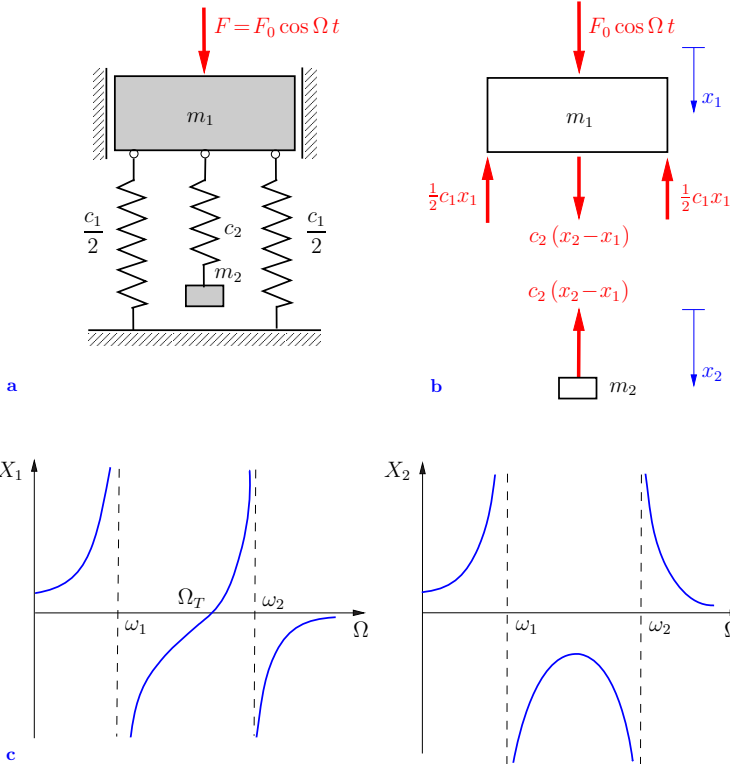 F = F₀ cos Ω t
m₁
c₁/2
c₂
c₁/2
m₂
a
F₀ cos Ω t
x₁
m₁
½c₁x₁
½c₁x₁
c₂ (x₂−x₁)
c₂ (x₂−x₁)
x₂
m₂
b
X₁
Ω_T
ω₁
ω₂
Ω
c
X₂
ω₁
ω₂